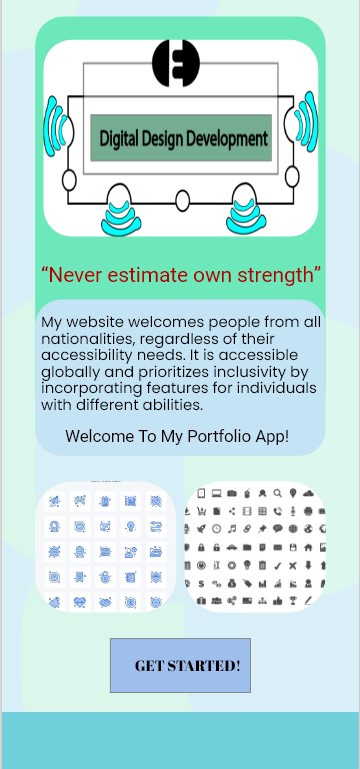 Digital Design Development
“Never estimate own strength”
My website welcomes people from all
nationalities, regardless of their
accessibility needs. It is accessible
globally and prioritizes inclusivity by
incorporating features for individuals
with different abilities.
Welcome To My Portfolio App!
GET STARTED!